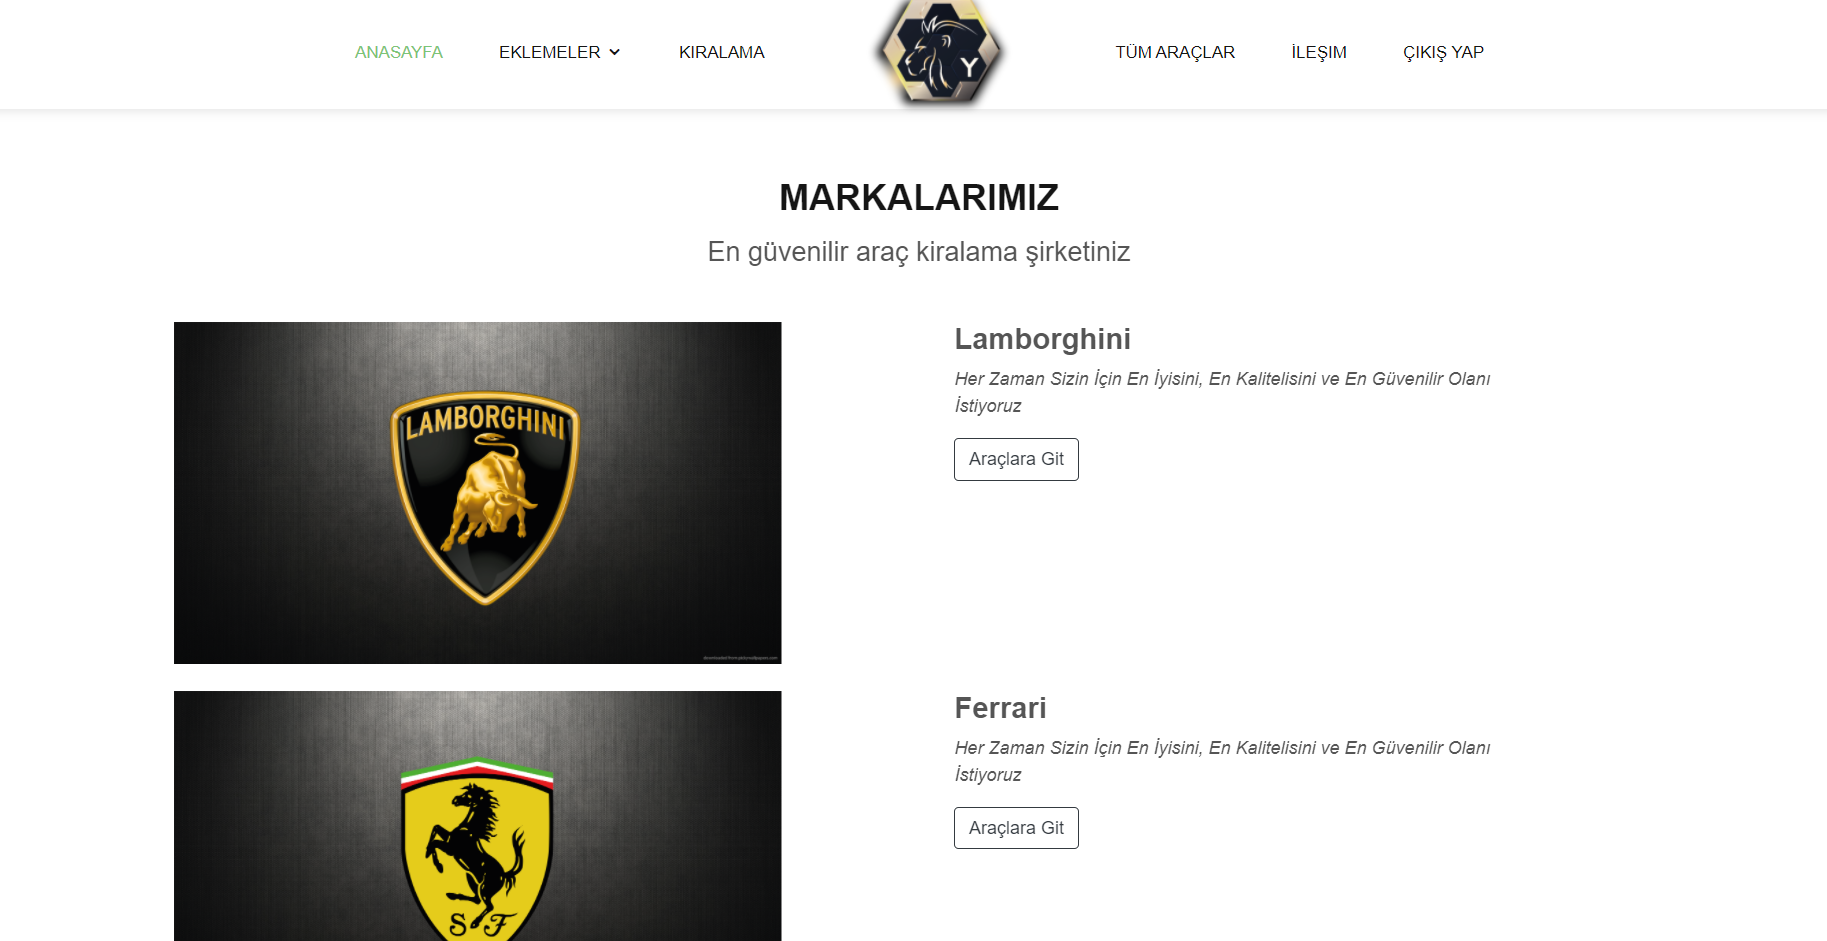 ANASAYFA
EKLEMELER
KIRALAMA
Y
TÜM ARAÇLAR
İLEŞIM
ÇIKIŞ YAP
MARKALARIMIZ
En güvenilir araç kiralama şirketiniz
LAMBORGHINI
Lamborghini
Her Zaman Sizin İçin En İyisini, En Kalitelisini ve En Güvenilir Olanı
İstiyoruz
Araçlara Git
S F
Ferrari
Her Zaman Sizin İçin En İyisini, En Kalitelisini ve En Güvenilir Olanı
İstiyoruz
Araçlara Git